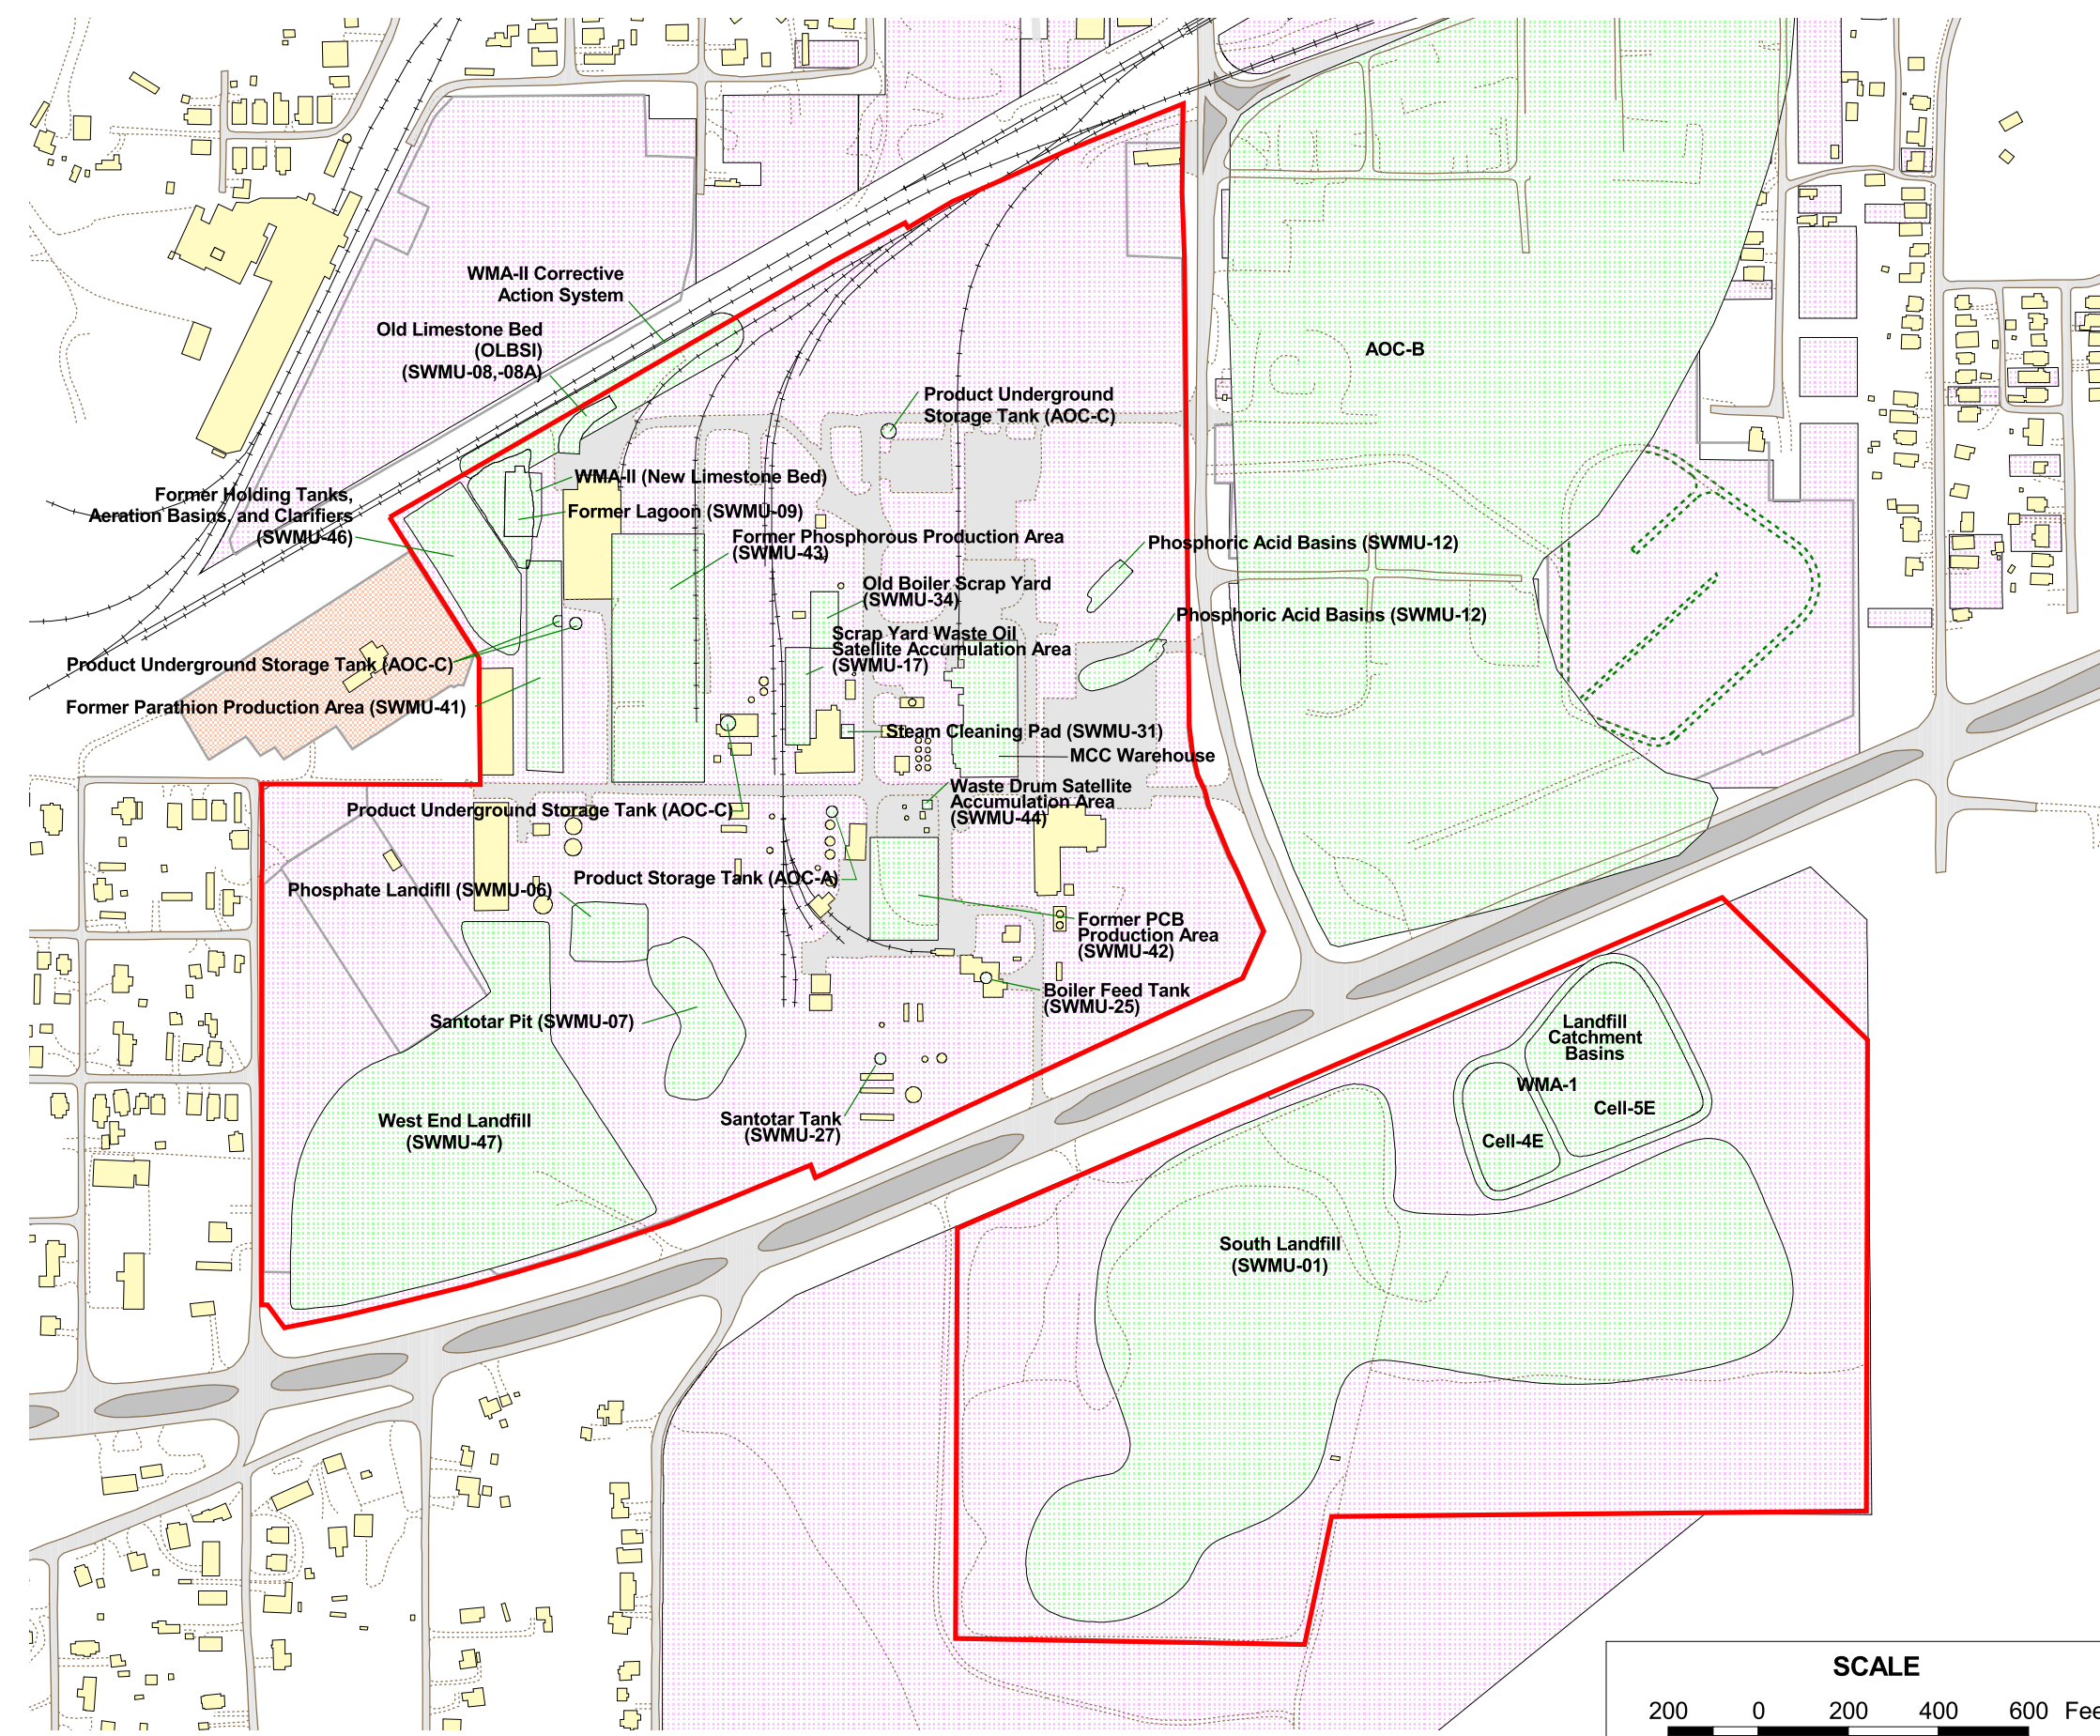 WMA-II Corrective
Action System
Old Limestone Bed
(OLBSI)
(SWMU-08,-08A)
AOC-B
Product Underground
Storage Tank (AOC-C)
WMA-II (New Limestone Bed)
Former Holding Tanks,
Aeration Basins, and Clarifiers
(SWMU-46)
Former Lagoon (SWMU-09)
Former Phosphorous Production Area
(SWMU-43)
Phosphoric Acid Basins (SWMU-12)
Old Boiler Scrap Yard
(SWMU-34)
Phosphoric Acid Basins (SWMU-12)
Scrap Yard Waste Oil
Satellite Accumulation Area
(SWMU-17)
Product Underground Storage Tank (AOC-C)
Former Parathion Production Area (SWMU-41)
Steam Cleaning Pad (SWMU-31)
MCC Warehouse
Waste Drum Satellite
Accumulation Area
(SWMU-44)
Product Underground Storage Tank (AOC-C)
Product Storage Tank (AOC-A)
Phosphate Landifll (SWMU-06)
Former PCB
Production Area
(SWMU-42)
Boiler Feed Tank
(SWMU-25)
Santotar Pit (SWMU-07)
Landfill
Catchment
Basins
WMA-1
Cell-5E
Cell-4E
West End Landfill
(SWMU-47)
Santotar Tank
(SWMU-27)
South Landfill
(SWMU-01)
SCALE
200 0 200 400 600 Fee